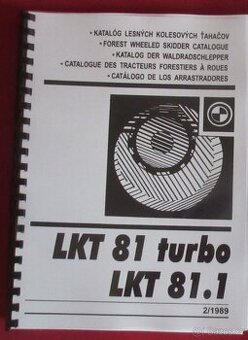 • KATALÓG LESNÝCH KOLESOVÝCH ŤAHAČOV
• FOREST WHEELED SKIDDER CATALOGUE
• KATALOG DER WALDRADSCHLEPPER
• CATALOGUE DES TRACTEURS FORESTIERS À ROUES
• CATÁLOGO DE LOS ARRASTRADORES
LKT 81 turbo
LKT 81.1
2/1989